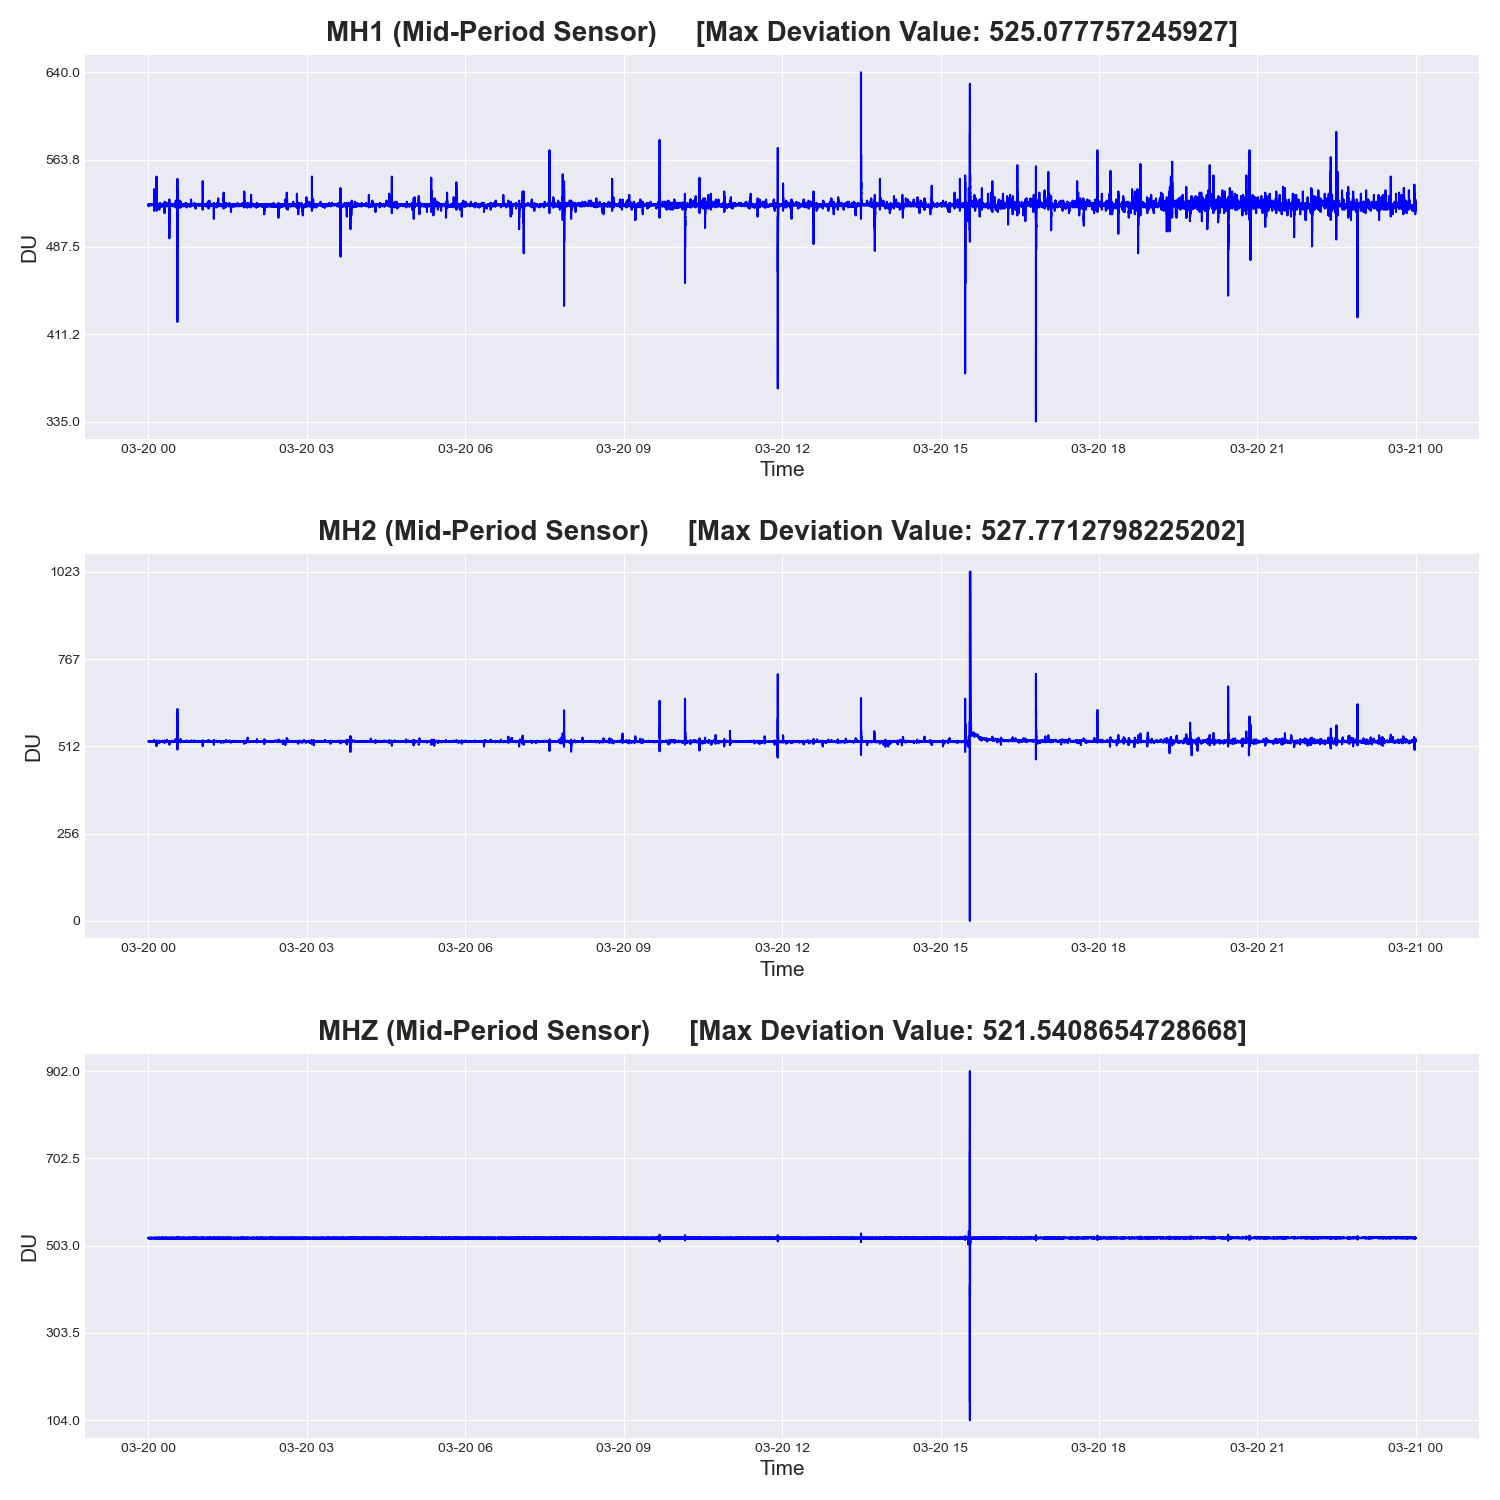 MH1 (Mid-Period Sensor)     [Max Deviation Value: 525.077757245927]
640.0
563.8
487.5
411.2
335.0
DU
03-20 00 03-20 03 03-20 06 03-20 09 03-20 12 03-20 15 03-20 18 03-20 21 03-21 00
Time
MH2 (Mid-Period Sensor)     [Max Deviation Value: 527.7712798225202]
1023
767
512
256
0
DU
03-20 00 03-20 03 03-20 06 03-20 09 03-20 12 03-20 15 03-20 18 03-20 21 03-21 00
Time
MHZ (Mid-Period Sensor)     [Max Deviation Value: 521.5408654728668]
902.0
702.5
503.0
303.5
104.0
DU
03-20 00 03-20 03 03-20 06 03-20 09 03-20 12 03-20 15 03-20 18 03-20 21 03-21 00
Time